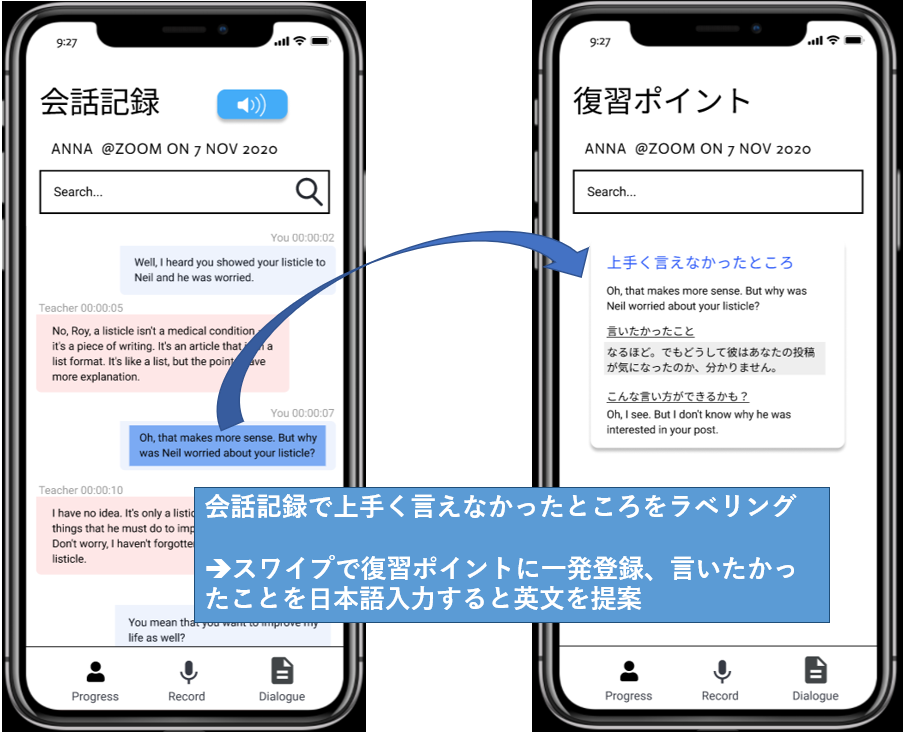 9:27
会話記録
ANNA @ZOOM ON 7 NOV 2020
Search...
You 00:00:02
Well, I heard you showed your listicle to
Neil and he was worried.
Teacher 00:00:05
No, Roy, a listicle isn't a medical condition
it's a piece of writing. It's an article that a
list format. It's like a list, but the point ave
more explanation.
You 00:00:07
Oh, that makes more sense. But why
was Neil worried about your listicle?
Teacher 00:00:10
I have no idea. It's only a listic
things that he must do to imp
Don't worry, I haven't forgotte
listicle.
You mean that you want to improve my
life as well?
Progress
Record
Dialogue
9:27
復習ポイント
ANNA @ZOOM ON 7 NOV 2020
Search...
上手く言えなかったところ
Oh, that makes more sense. But why was
Neil worried about your listicle?
言いたかったこと
なるほど。でもどうして彼はあなたの投稿
が気になったのか、分かりません。
こんな言い方ができるかも？
Oh, I see. But I don't know why he was
interested in your post.
Progress
Record
Dialogue
会話記録で上手く言えなかったところをラベリング
➔スワイプで復習ポイントに一発登録、言いたかっ
たことを日本語入力すると英文を提案